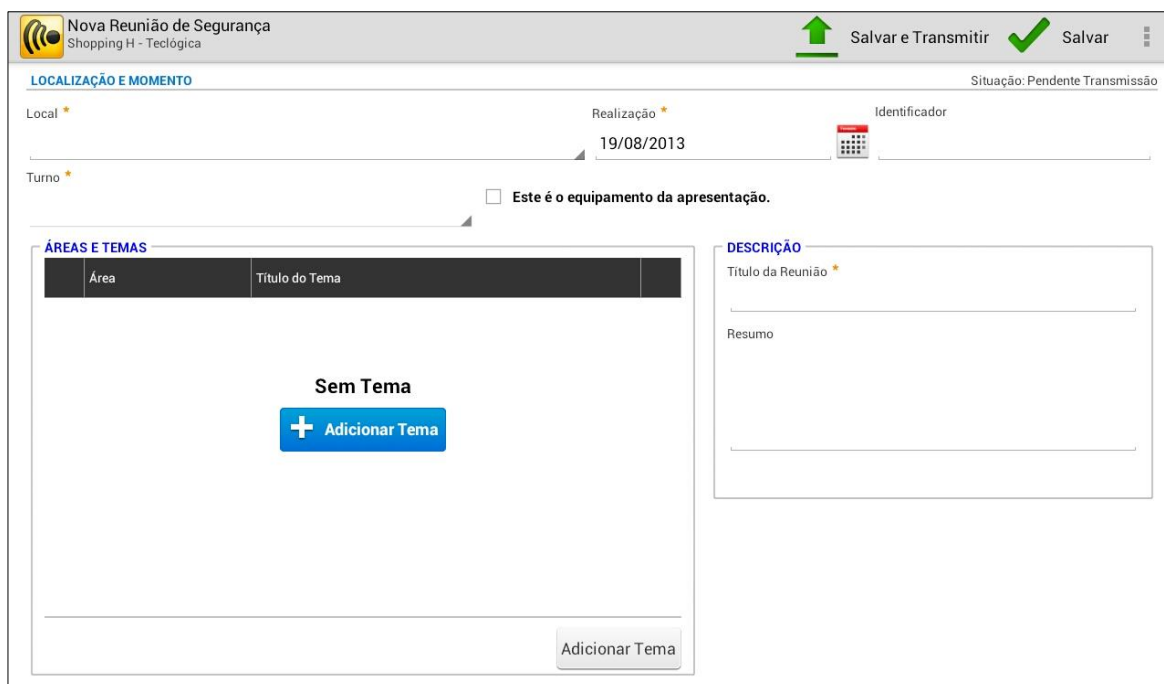 Nova Reunião de Segurança
Shopping H - Teclógica
Salvar e Transmitir
Salvar
LOCALIZAÇÃO E MOMENTO
Situação: Pendente Transmissão
Local *
Realização *
Identificador
19/08/2013
Turno *
Este é o equipamento da apresentação.
ÁREAS E TEMAS
Área
Título do Tema
Sem Tema
Adicionar Tema
Adicionar Tema
DESCRIÇÃO
Título da Reunião *
Resumo